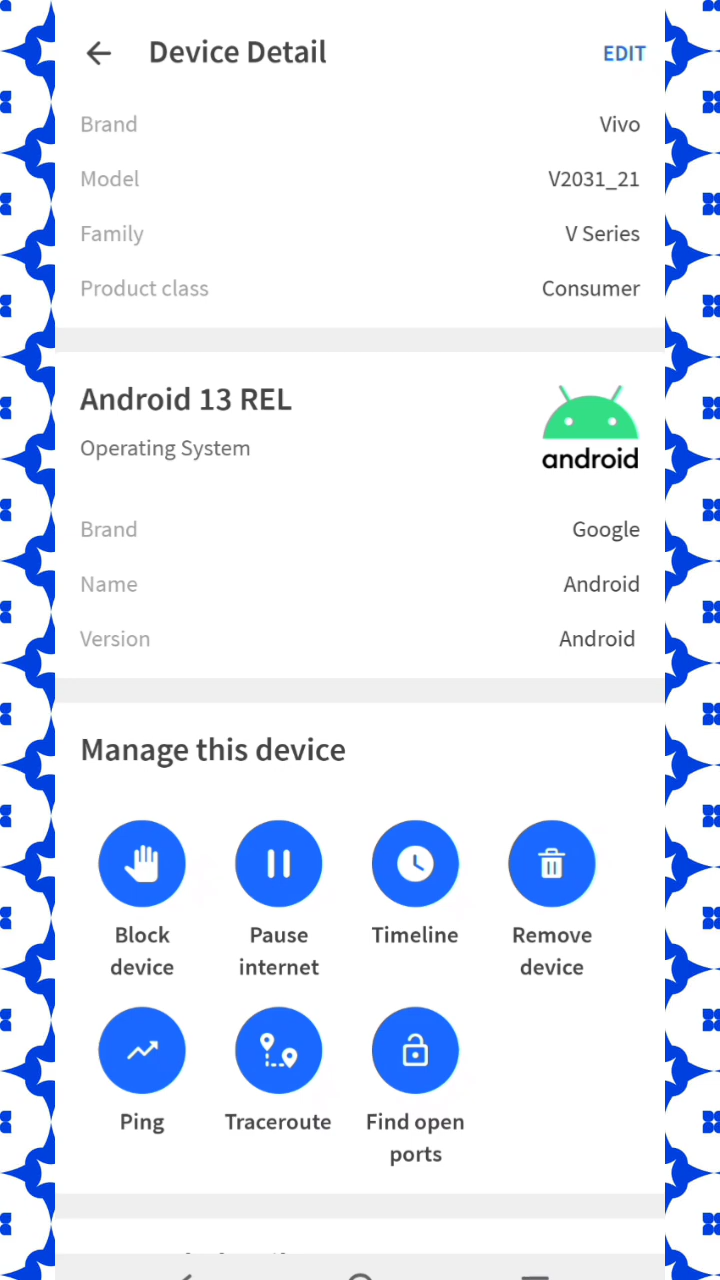 Device Detail
EDIT
Brand
Vivo
Model
V2031_21
Family
V Series
Product class
Consumer
Android 13 REL
Operating System
android
Brand
Google
Name
Android
Version
Android
Manage this device
Block
device
Pause
internet
Timeline
Remove
device
Ping
Traceroute
Find open
ports